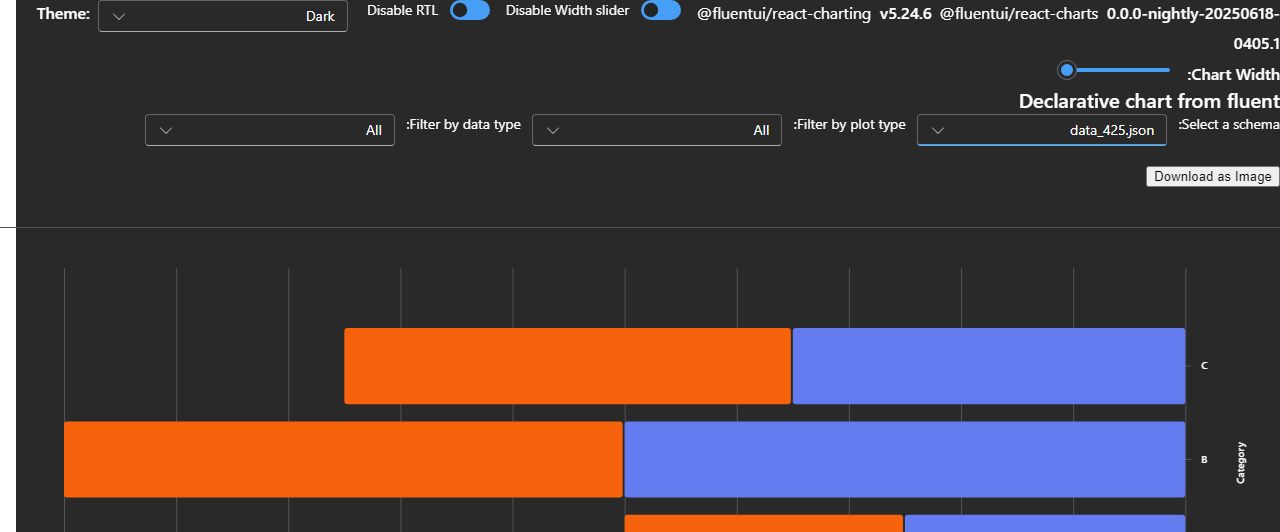 Theme:
Dark
Disable RTL
Disable Width slider
@fluentui/react-charting v5.24.6 @fluentui/react-charts 0.0.0-nightly-20250618-
0405.1
:Chart Width
Declarative chart from fluent
:Select a schema
data_425.json
:Filter by plot type
All
:Filter by data type
All
Download as Image
C
B
Category